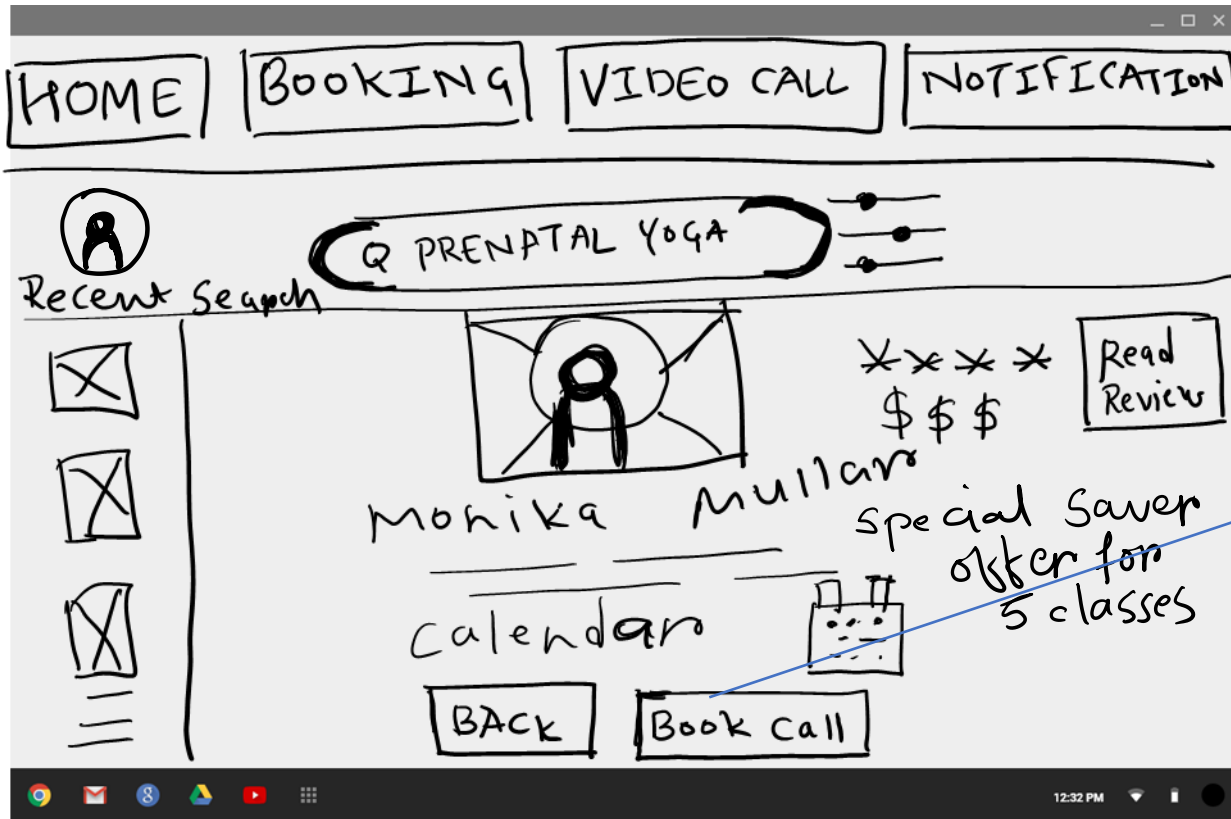 HOME BOOKING VIDEO CALL NOTIFICATION
PRENATAL YOGA
Recent Search
Read
Review
$ $ $
Monika Mullar
Special Saver
offer for
5 classes
Calendar
BACK Book Call
12:32 PM